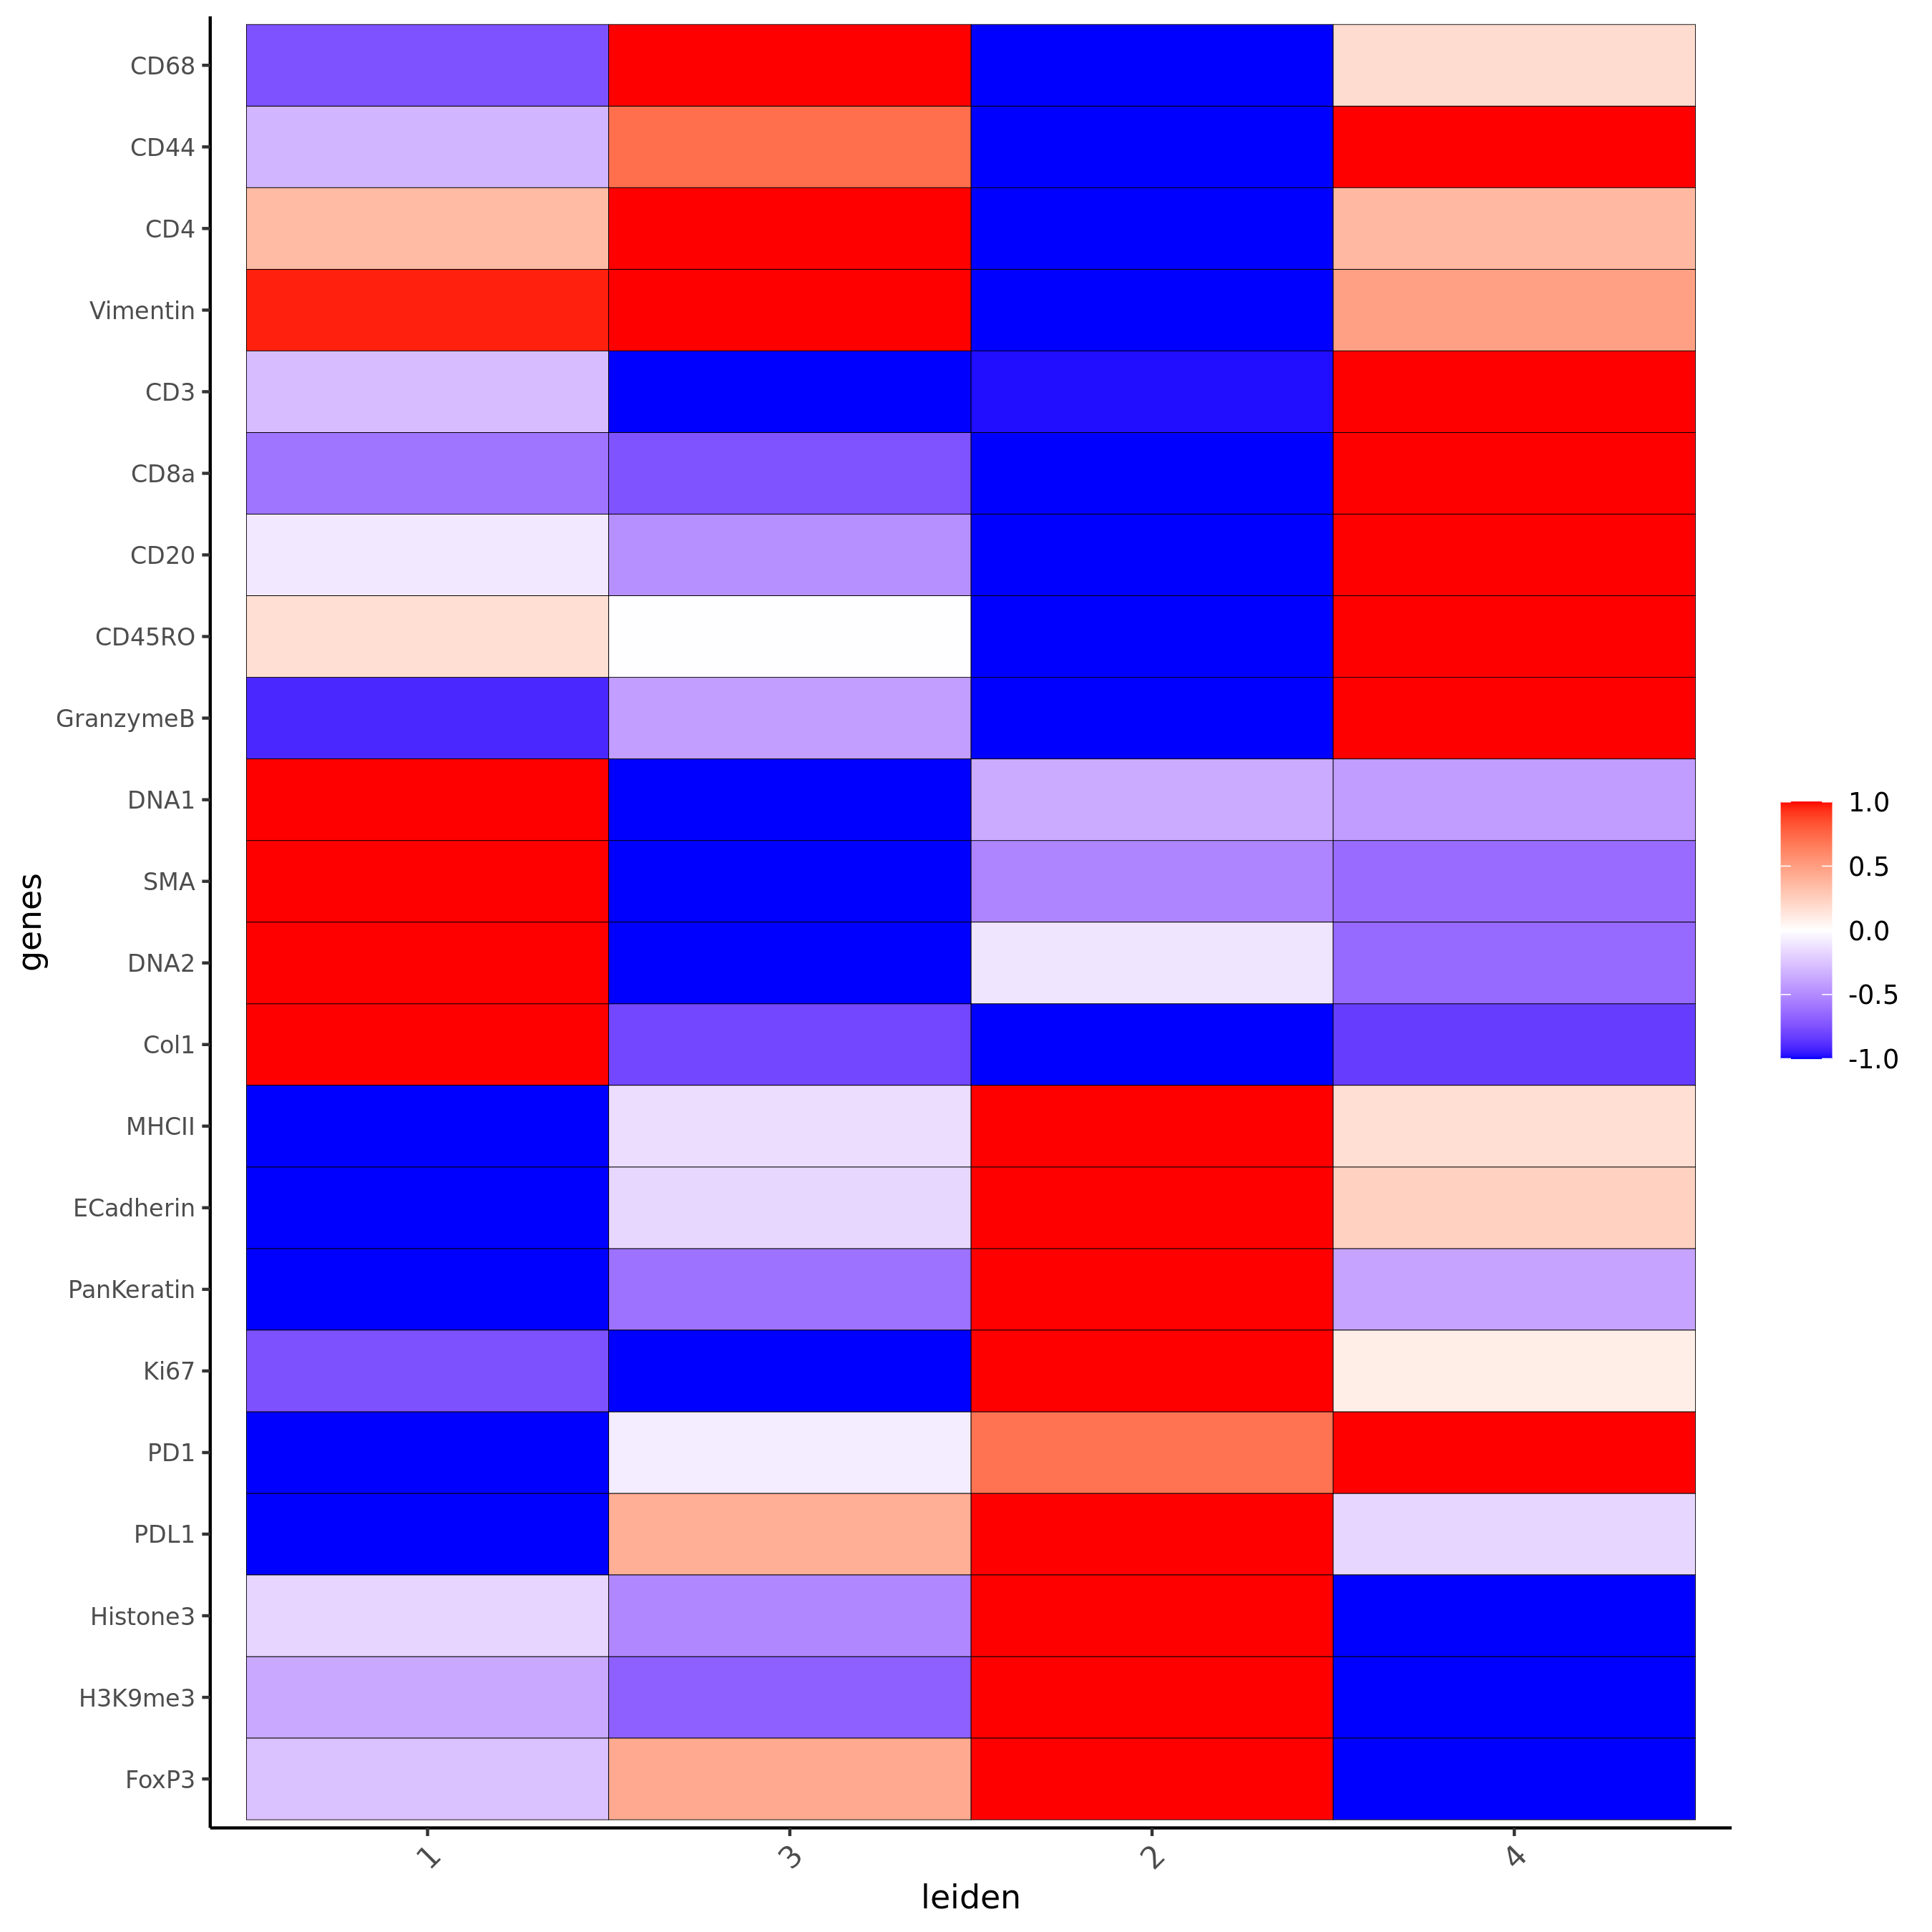 CD68
CD44
CD4
Vimentin
CD3
CD8a
CD20
CD45RO
GranzymeB
DNA1
SMA
DNA2
Col1
MHCII
ECadherin
PanKeratin
Ki67
PD1
PDL1
Histone3
H3K9me3
FoxP3
genes
1
3
2
4
leiden
1.0
0.5
0.0
-0.5
-1.0